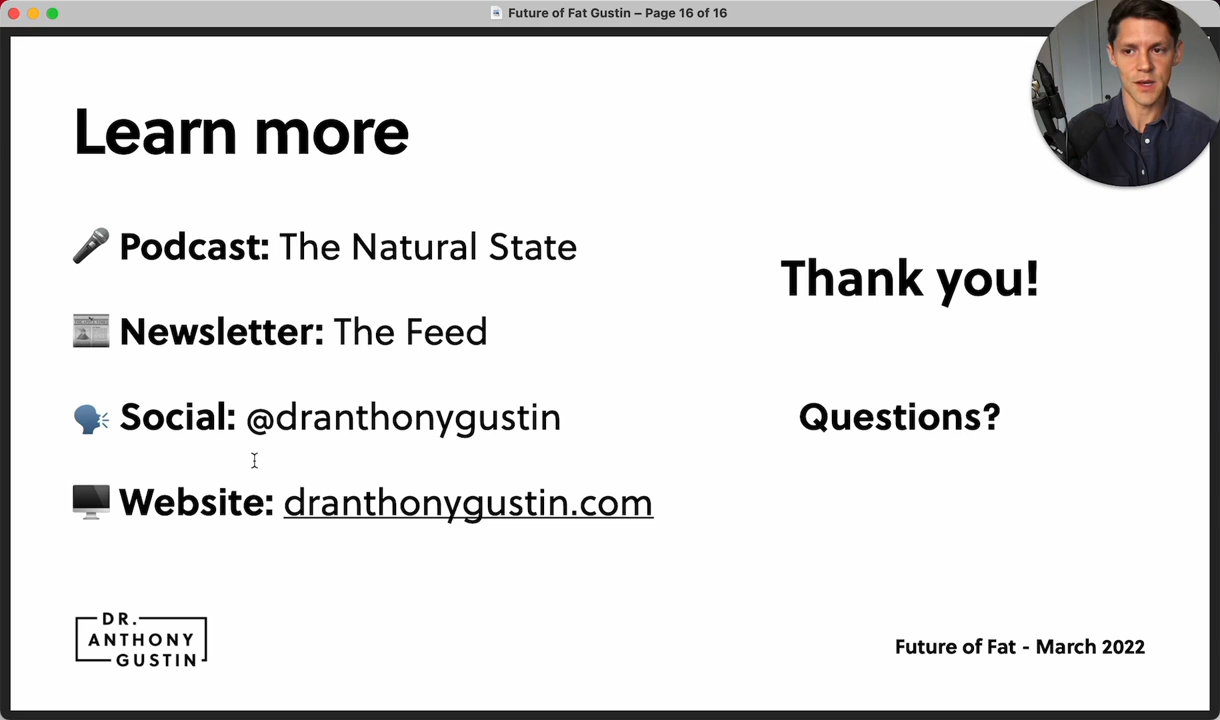 Future of Fat Gustin – Page 16 of 16
Learn more
Podcast: The Natural State
Newsletter: The Feed
Social: @dranthonygustin
Website: dranthonygustin.com
Thank you!
Questions?
DR.
ANTHONY
GUSTIN
Future of Fat - March 2022